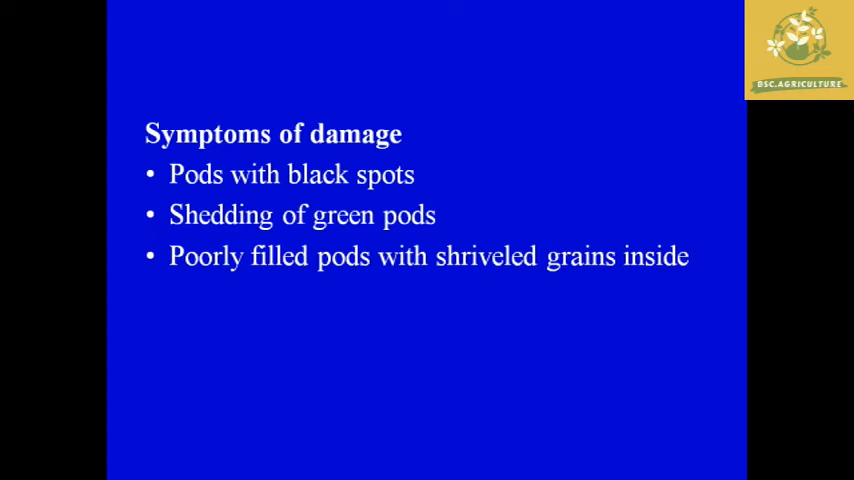 BSC.AGRICULTURE
Symptoms of damage
• Pods with black spots
• Shedding of green pods
• Poorly filled pods with shriveled grains inside